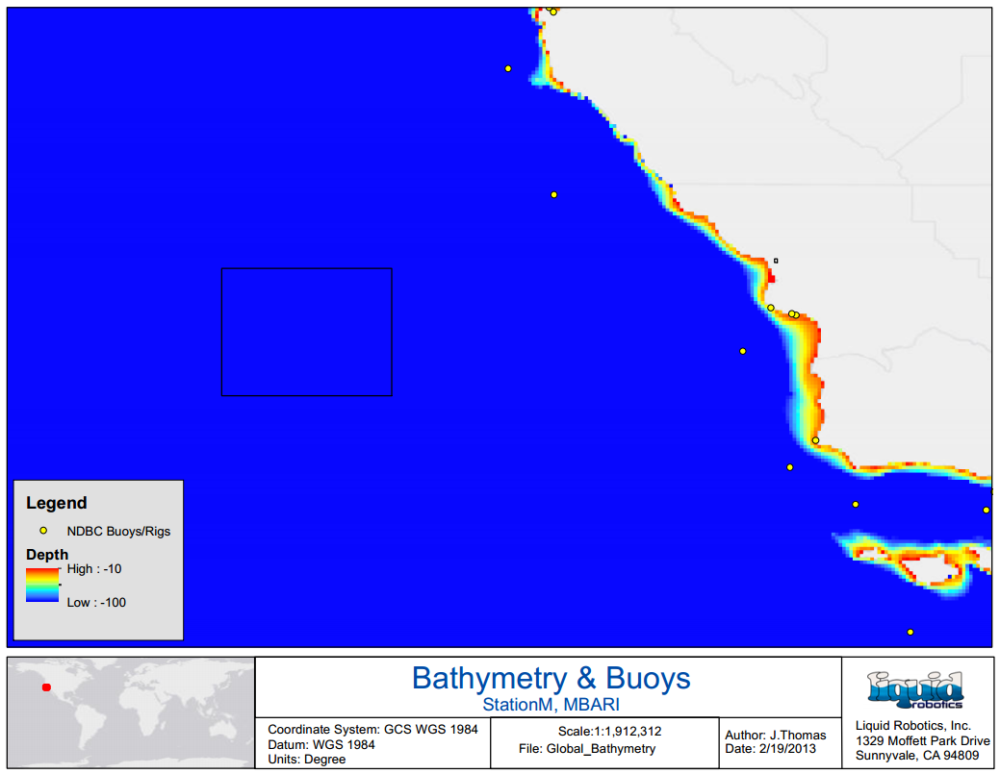 Legend
NDBC Buoys/Rigs
Depth
High : -10
Low : -100
Bathymetry & Buoys
StationM, MBARI
Coordinate System: GCS WGS 1984
Datum: WGS 1984
Units: Degree
Scale:1:1,912,312
File: Global_Bathymetry
Author: J.Thomas
Date: 2/19/2013
liquid
robotics
Liquid Robotics, Inc.
1329 Moffett Park Drive
Sunnyvale, CA 94809